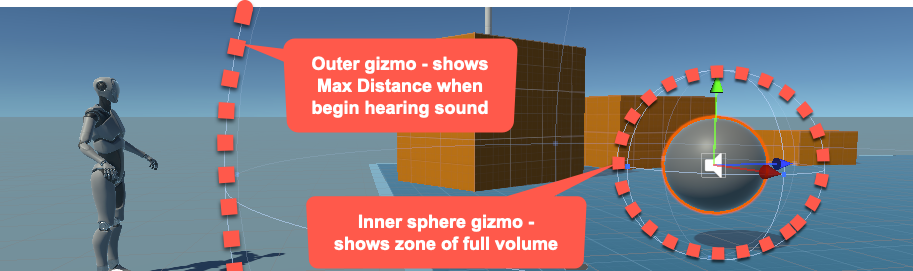 Outer gizmo - shows
Max Distance when
begin hearing sound
Inner sphere gizmo -
shows zone of full volume